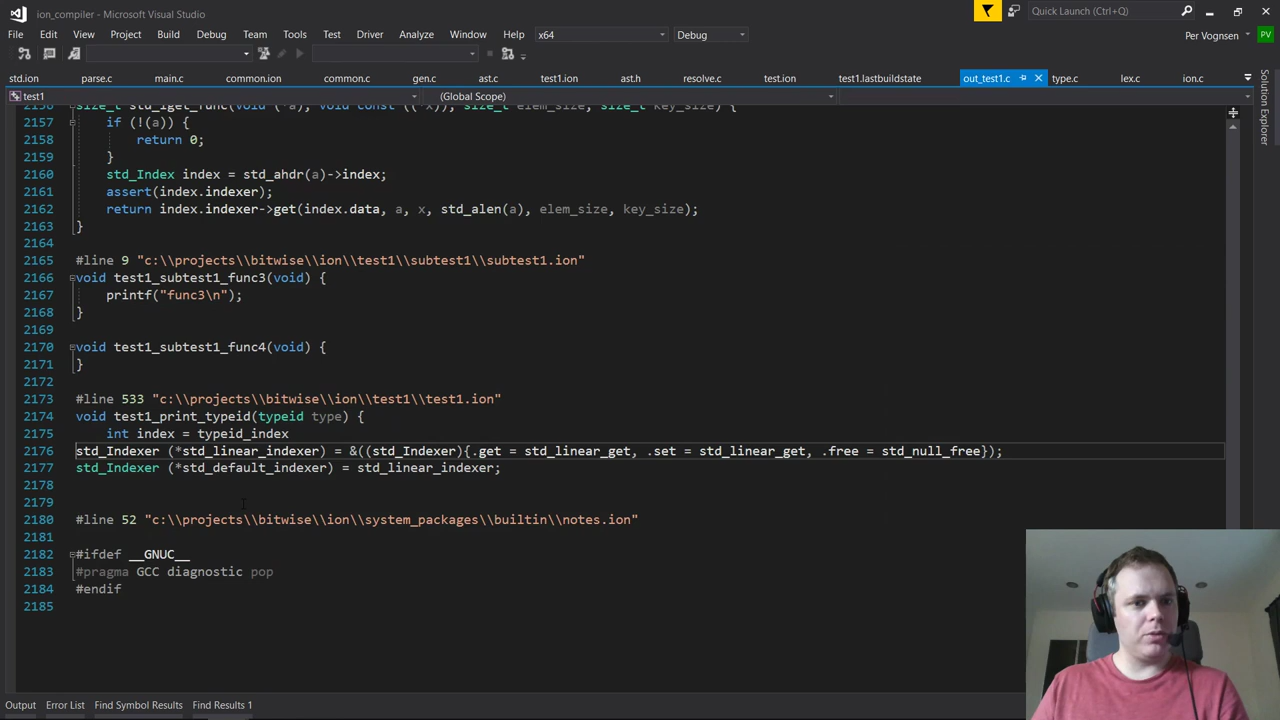 ion_compiler - Microsoft Visual Studio
Quick Launch (Ctrl+Q)
File Edit View Project Build Debug Team Tools Test Driver Analyze Window Help x64 Debug
Per Vognsen PV
std.ion parse.c main.c common.ion common.c gen.c ast.c test1.ion ast.h resolve.c test.ion test1.lastbuildstate out_test1.c type.c lex.c ion.c
test1 (Global Scope)
Solution Explorer
2156 size_t std_iget_func(void (*a), void const ((*x)), size_t elem_size, size_t key_size) {
2157 if (!(a)) {
2158 return 0;
2159 }
2160 std_Index index = std_ahdr(a)->index;
2161 assert(index.indexer);
2162 return index.indexer->get(index.data, a, x, std_alen(a), elem_size, key_size);
2163 }
2164
2165 #line 9 "c:\\projects\\bitwise\\ion\\test1\\subtest1\\subtest1.ion"
2166 void test1_subtest1_func3(void) {
2167 printf("func3\n");
2168 }
2169
2170 void test1_subtest1_func4(void) {
2171 }
2172
2173 #line 533 "c:\\projects\\bitwise\\ion\\test1\\test1.ion"
2174 void test1_print_typeid(typeid type) {
2175 int index = typeid_index
2176 std_Indexer (*std_linear_indexer) = &((std_Indexer){.get = std_linear_get, .set = std_linear_get, .free = std_null_free});
2177 std_Indexer (*std_default_indexer) = std_linear_indexer;
2178
2179
2180 #line 52 "c:\\projects\\bitwise\\ion\\system_packages\\builtin\\notes.ion"
2181
2182 #ifdef __GNUC__
2183 #pragma GCC diagnostic pop
2184 #endif
2185
Output Error List Find Symbol Results Find Results 1